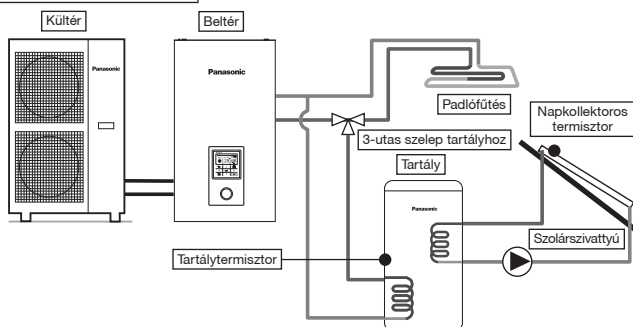 Kültér
Beltér
Panasonic
Panasonic
Padlófűtés
Napkollektoros
termisztor
3-utas szelep tartályhoz
Tartály
Panasonic
Szolárszivattyú
Tartálytermisztor